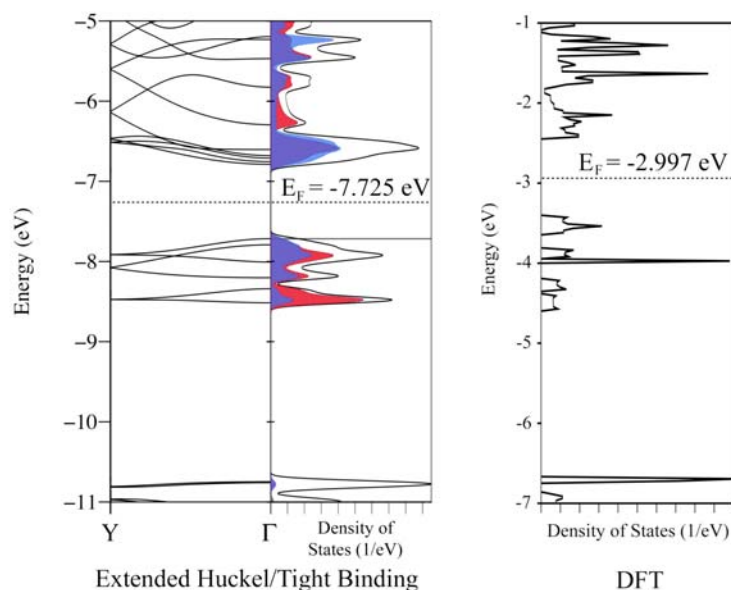 -5
-6
-7
-8
-9
-10
-11
Energy (eV)
E_F = -7.725 eV
Y
Γ
Density of
States (1/eV)
Extended Huckel/Tight Binding
-1
-2
-3
-4
-5
-6
-7
Energy (eV)
E_F = -2.997 eV
Density of States (1/eV)
DFT